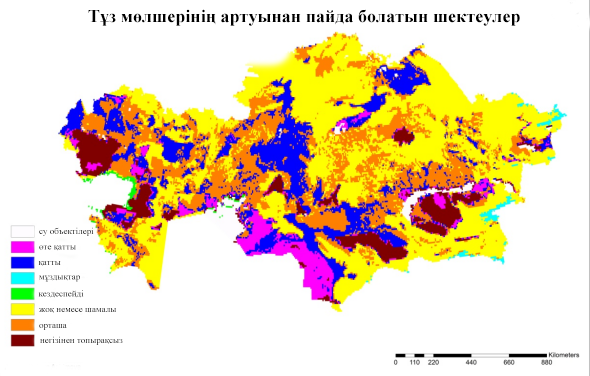 Тұз мөлшерінің артуынан пайда болатын шектеулер
су объектілері
өте қатты
қатты
мұздықтар
кездеспейді
жоқ немесе шамалы
орташа
негізінен топырақсыз
Kilometers
0 110 220 440 660 880